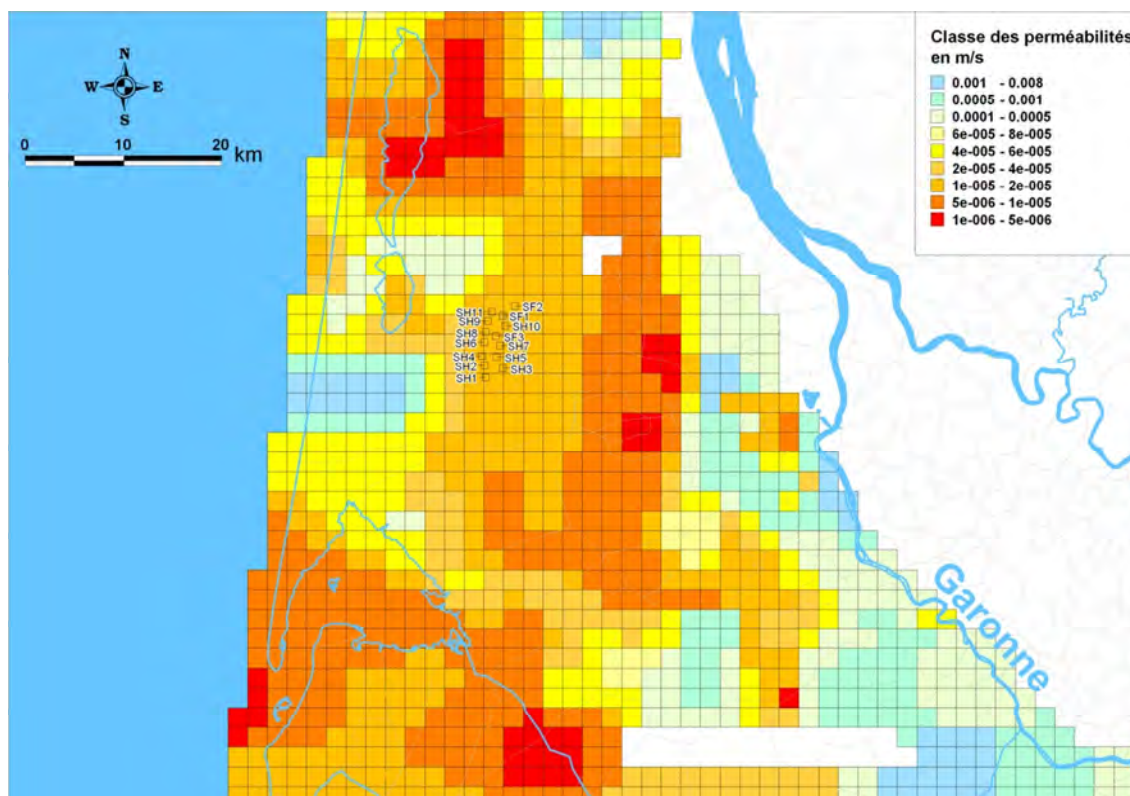 N
W E
S
0 10 20 km
Classe des perméabilités
en m/s
0.001 - 0.008
0.0005 - 0.001
0.0001 - 0.0005
6e-005 - 8e-005
4e-005 - 6e-005
2e-005 - 4e-005
1e-005 - 2e-005
5e-006 - 1e-005
1e-006 - 5e-006
SF2
SH11 SF1
SH9 SH10
SH8 SF3
SH6 SH7
SH4 SH5
SH2 SH3
SH1
Garonne